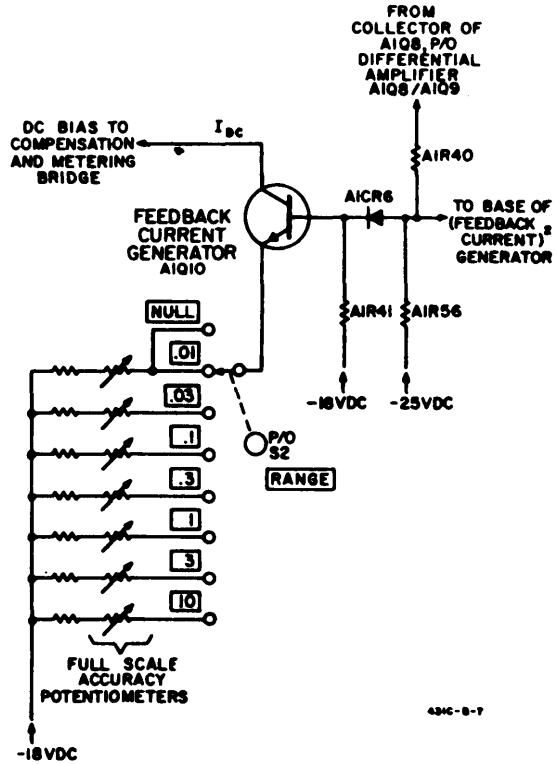 FROM
COLLECTOR OF
A1Q8, P/O
DIFFERENTIAL
AMPLIFIER
A1Q8/A1Q9
DC BIAS TO
COMPENSATION
AND METERING
BRIDGE
I DC
A1R40
A1CR6
FEEDBACK
CURRENT
GENERATOR
A1Q10
TO BASE OF
(FEEDBACK
CURRENT)²
GENERATOR
NULL
A1R41
A1R56
.01
.03
-18VDC
-25VDC
.1
P/O
S2
.3
RANGE
1
3
10
FULL SCALE
ACCURACY
POTENTIOMETERS
431C-B-7
-18VDC